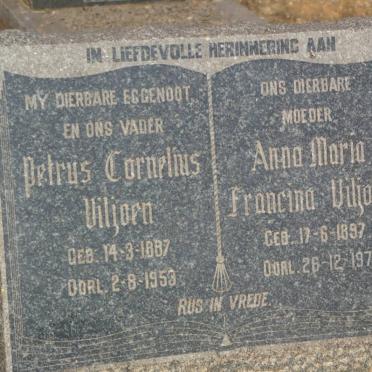 IN LIEFDEVOLLE HERINNERING AAN
MY DIERBARE EGGENOOT
EN ONS VADER
Petrus Cornelius
Viljoen
GEB. 14-3-1887
OORL. 2-8-1953
ONS DIERBARE
MOEDER
Anna Maria
Francina Viljo
GEB. 17-6-1897
OORL. 26-12-197
RUS IN VREDE.